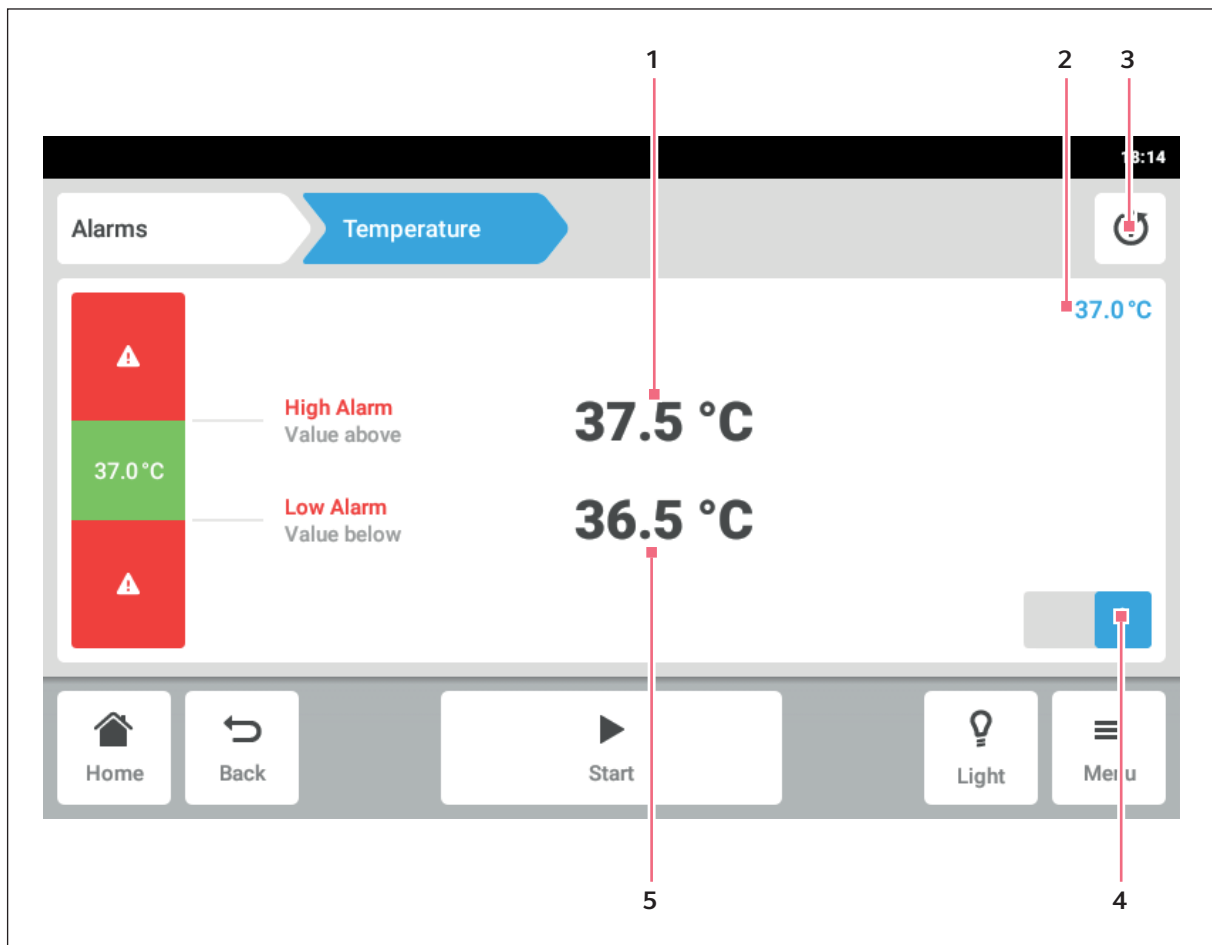 1 2 3
18:14
Alarms Temperature
37.0 °C
High Alarm
Value above
37.5 °C
37.0 °C
Low Alarm
Value below
36.5 °C
Home Back Start Light Menu
5 4